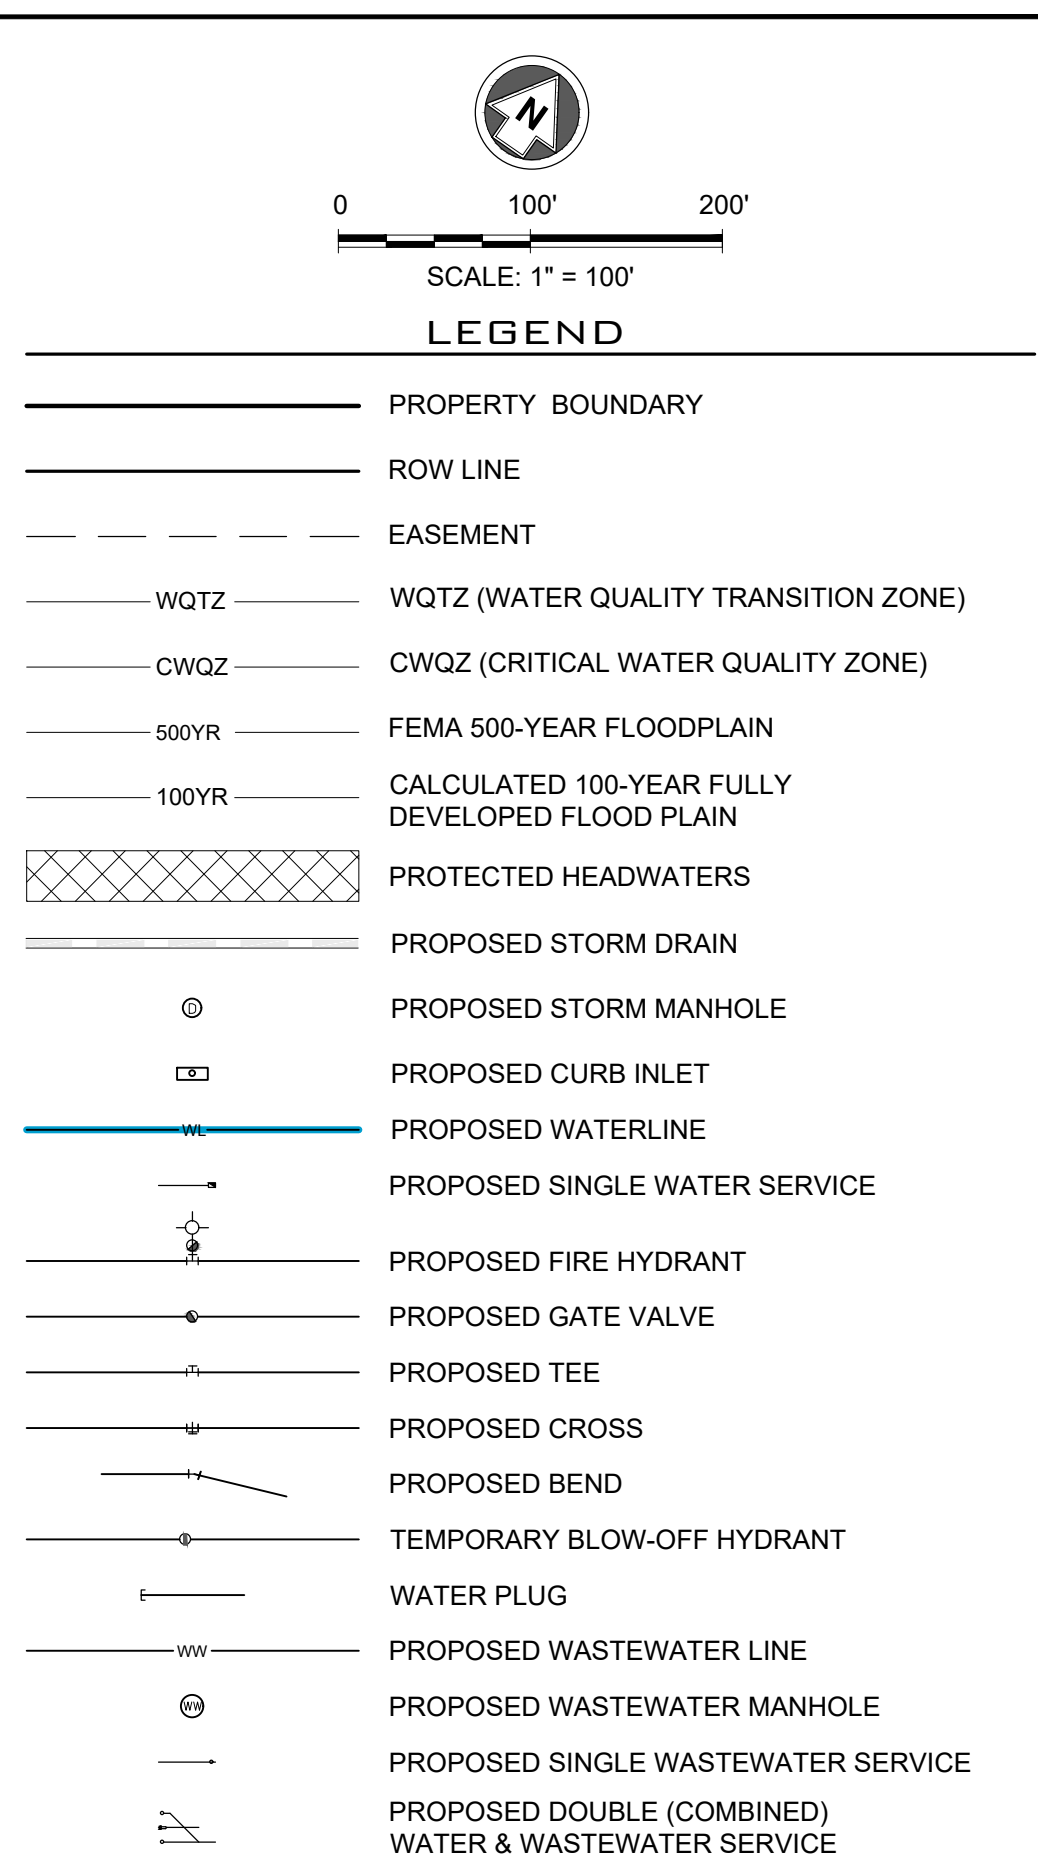 N
0 100' 200'
SCALE: 1" = 100'
LEGEND
PROPERTY BOUNDARY
ROW LINE
EASEMENT
WQTZ WQTZ (WATER QUALITY TRANSITION ZONE)
CWQZ CWQZ (CRITICAL WATER QUALITY ZONE)
500YR FEMA 500-YEAR FLOODPLAIN
100YR CALCULATED 100-YEAR FULLY
DEVELOPED FLOOD PLAIN
PROTECTED HEADWATERS
PROPOSED STORM DRAIN
D PROPOSED STORM MANHOLE
PROPOSED CURB INLET
WL PROPOSED WATERLINE
PROPOSED SINGLE WATER SERVICE
PROPOSED FIRE HYDRANT
PROPOSED GATE VALVE
PROPOSED TEE
PROPOSED CROSS
PROPOSED BEND
TEMPORARY BLOW-OFF HYDRANT
WATER PLUG
WW PROPOSED WASTEWATER LINE
WW PROPOSED WASTEWATER MANHOLE
PROPOSED SINGLE WASTEWATER SERVICE
PROPOSED DOUBLE (COMBINED)
WATER & WASTEWATER SERVICE